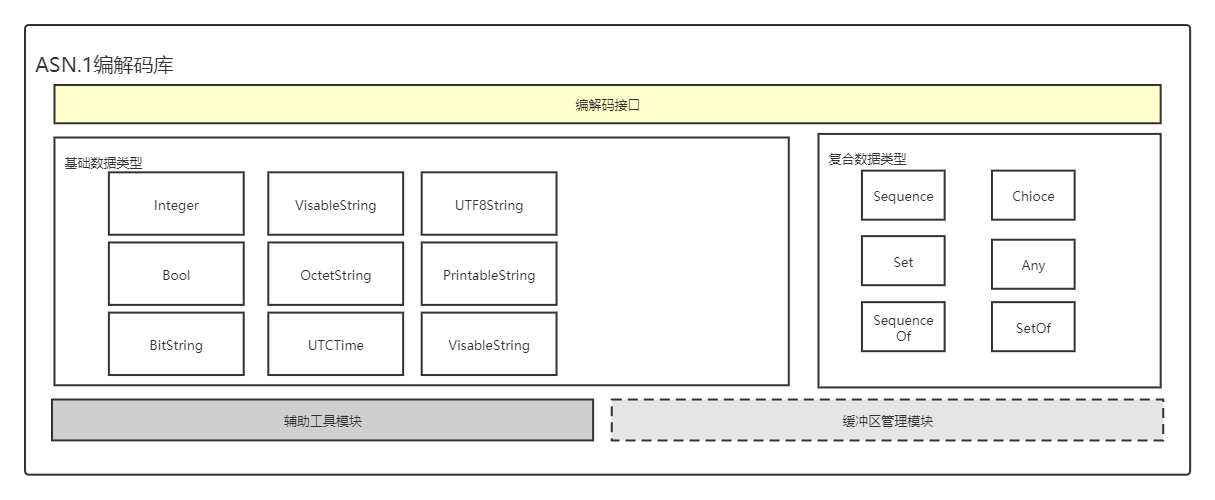 ASN.1编解码库
编解码接口
基础数据类型
Integer
VisableString
UTF8String
Bool
OctetString
PrintableString
BitString
UTCTime
VisableString
复合数据类型
Sequence
Chioce
Set
Any
Sequence
Of
SetOf
辅助工具模块
缓冲区管理模块